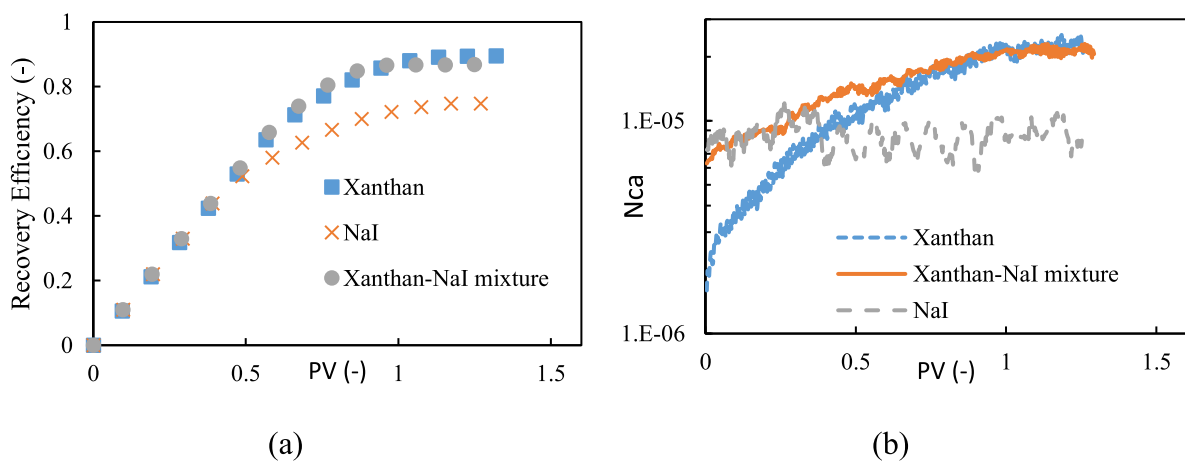 1
0.8
0.6
0.4
0.2
0
Recovery Efficiency (-)
Xanthan
NaI
Xanthan-NaI mixture
0
0.5
1
1.5
PV (-)
(a)
1.E-05
1.E-06
Nca
Xanthan
Xanthan-NaI mixture
NaI
0
0.5
1
1.5
PV (-)
(b)